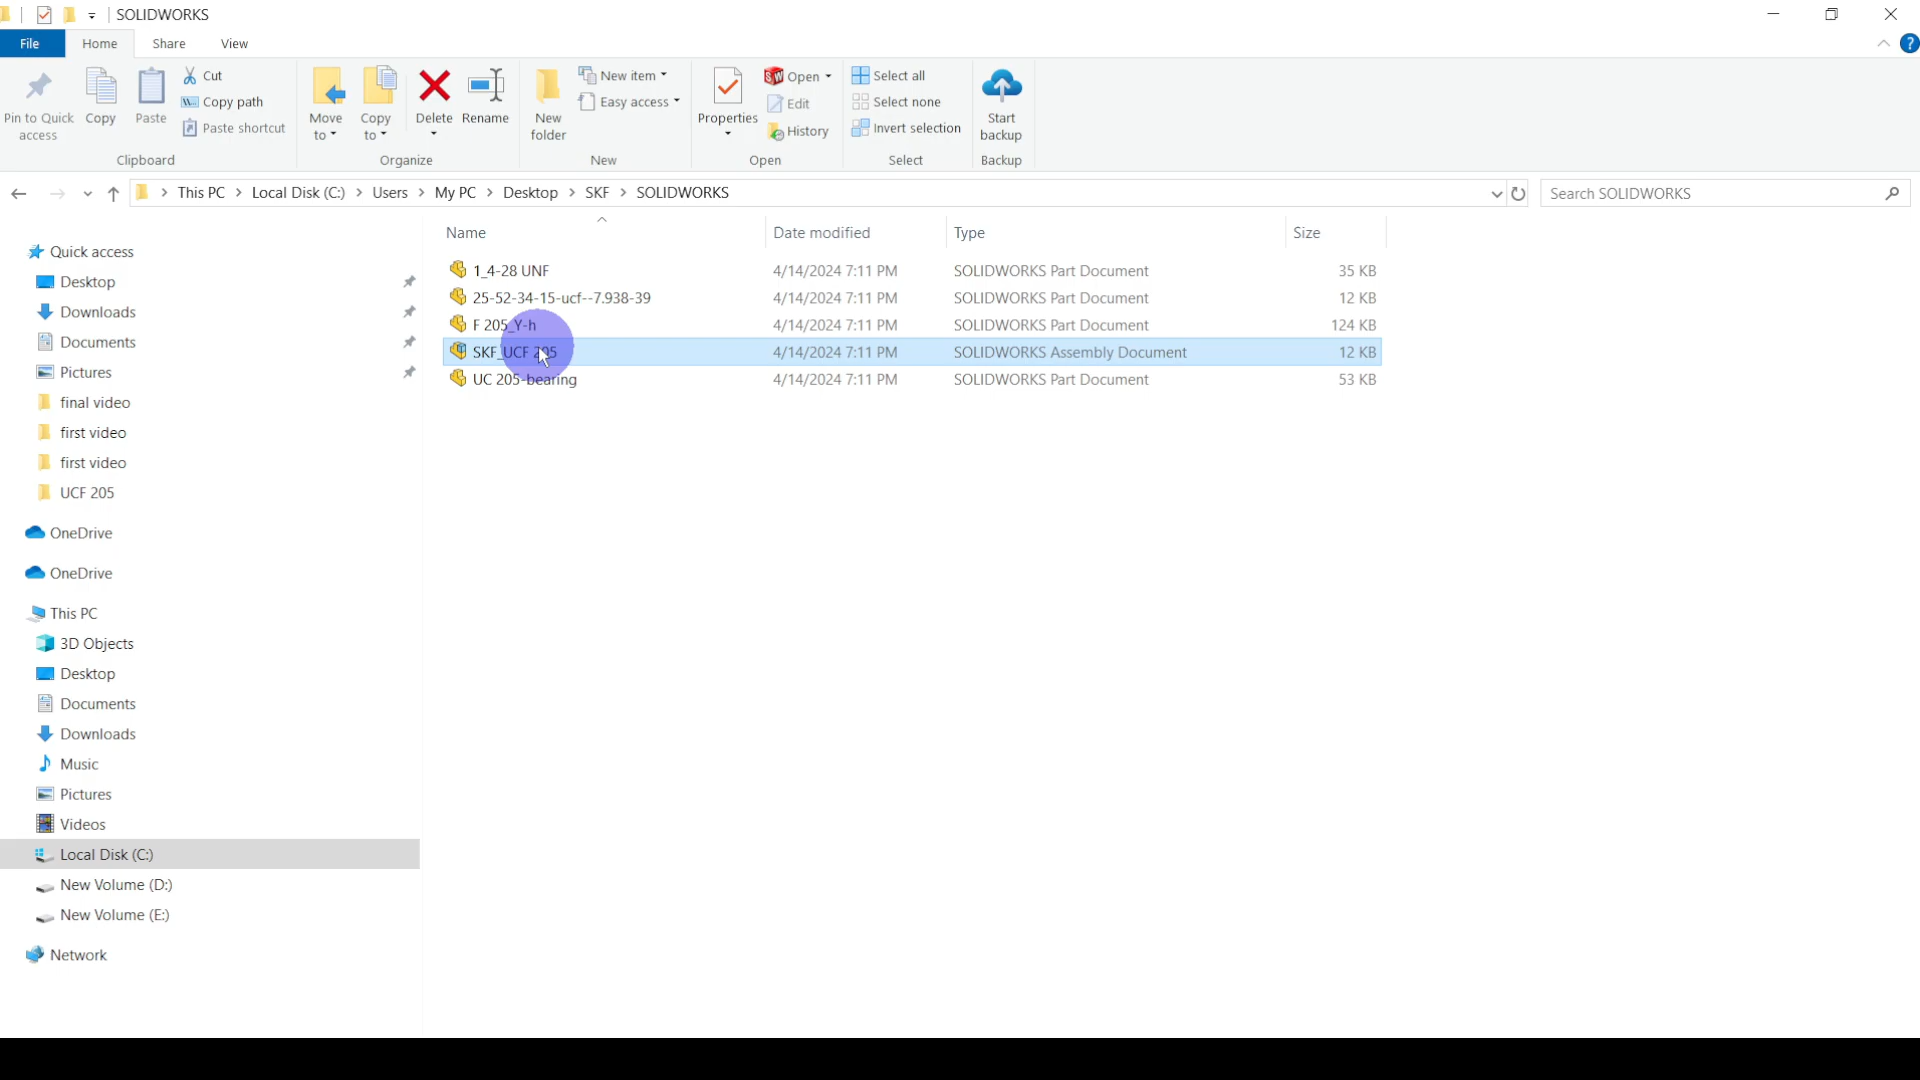 SOLIDWORKS
File Home Share View
Pin to Quick access
Copy
Paste
Cut
Copy path
Paste shortcut
Clipboard
Move to
Copy to
Delete
Rename
Organize
New folder
New item
Easy access
New
Properties
Open
Edit
History
Open
Select all
Select none
Invert selection
Select
Start backup
Backup
This PC > Local Disk (C:) > Users > My PC > Desktop > SKF > SOLIDWORKS
Search SOLIDWORKS
Name Date modified Type Size
1_4-28 UNF 4/14/2024 7:11 PM SOLIDWORKS Part Document 35 KB
25-52-34-15-ucf--7.938-39 4/14/2024 7:11 PM SOLIDWORKS Part Document 12 KB
F 205_Y-h 4/14/2024 7:11 PM SOLIDWORKS Part Document 124 KB
SKF_UCF 205 4/14/2024 7:11 PM SOLIDWORKS Assembly Document 12 KB
UC 205-bearing 4/14/2024 7:11 PM SOLIDWORKS Part Document 53 KB
Quick access
Desktop
Downloads
Documents
Pictures
final video
first video
first video
UCF 205
OneDrive
OneDrive
This PC
3D Objects
Desktop
Documents
Downloads
Music
Pictures
Videos
Local Disk (C:)
New Volume (D:)
New Volume (E:)
Network